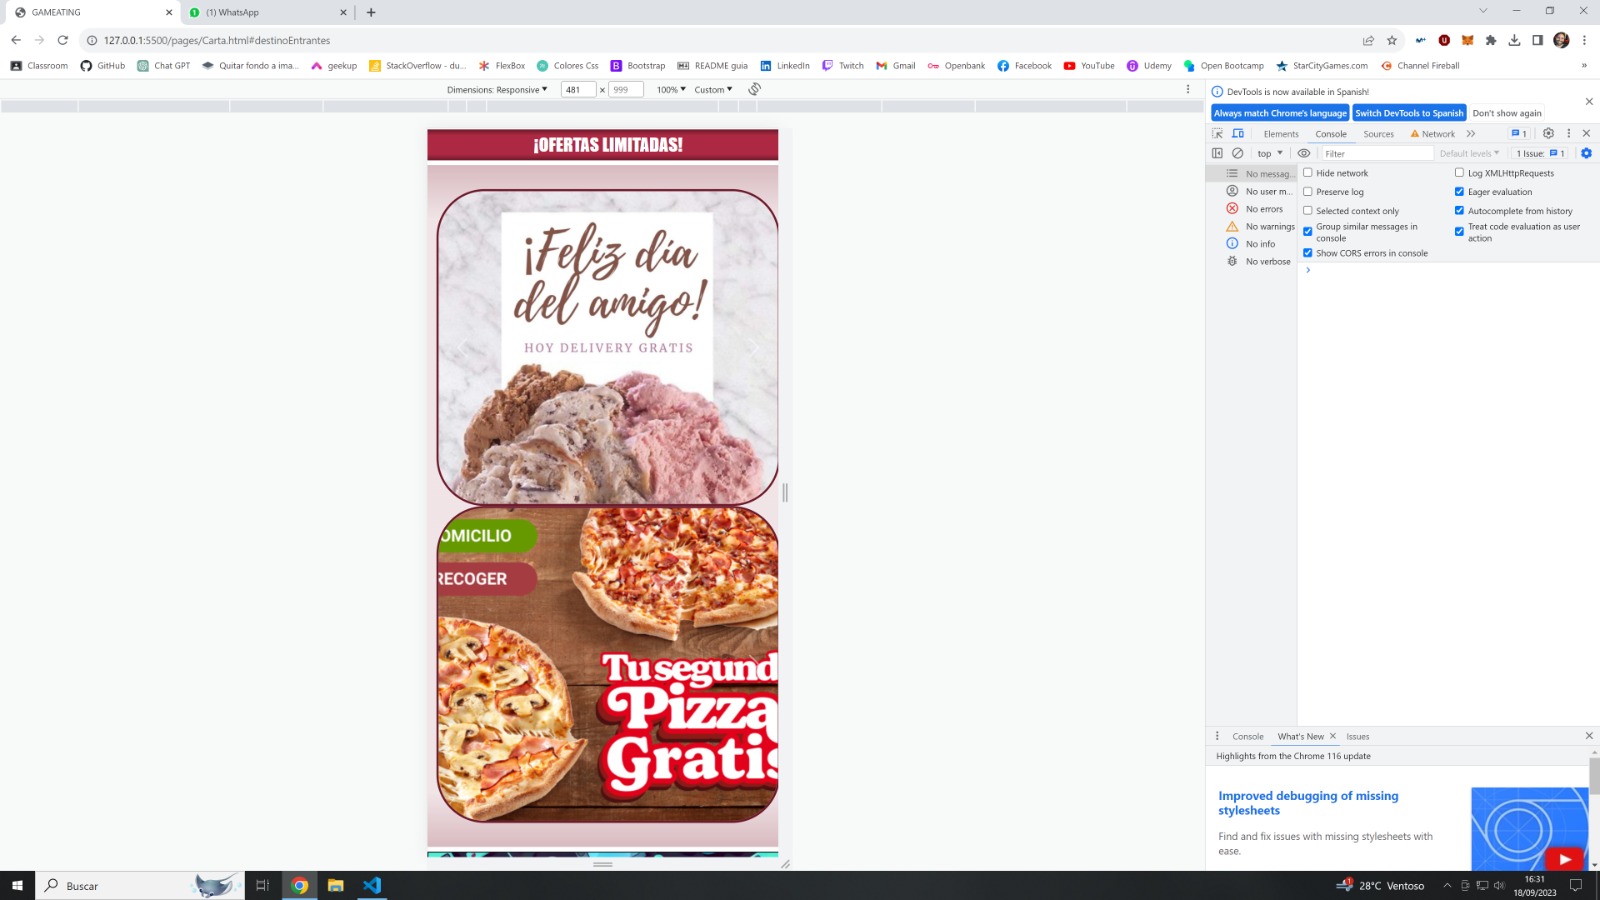 GAMEATING
(1) WhatsApp
127.0.0.1:5500/pages/Carta.html#destinoEntrantes
Classroom GitHub Chat GPT Quitar fondo a ima... geekup StackOverflow - du... FlexBox Colores Css Bootstrap README guia LinkedIn Twitch Gmail Openbank Facebook YouTube Udemy Open Bootcamp StarCityGames.com Channel Fireball »
Dimensions: Responsive 481 x 999 100% Custom
DevTools is now available in Spanish!
Always match Chrome's language Switch DevTools to Spanish Don't show again
Elements Console Sources Network 1
top Filter Default levels 1 Issue: 1
No messag...
No user m...
No errors
No warnings
No info
No verbose
Hide network
Preserve log
Selected context only
Group similar messages in console
Show CORS errors in console
Log XMLHttpRequests
Eager evaluation
Autocomplete from history
Treat code evaluation as user action
¡OFERTAS LIMITADAS!
¡Feliz día
del amigo!
HOY DELIVERY GRATIS
OMICILIO
RECOGER
Tu segund
Pizza
Gratis
Console What's New Issues
Highlights from the Chrome 116 update
Improved debugging of missing
stylesheets
Find and fix issues with missing stylesheets with
ease.
Buscar
28°C Ventoso
16:31
18/09/2023